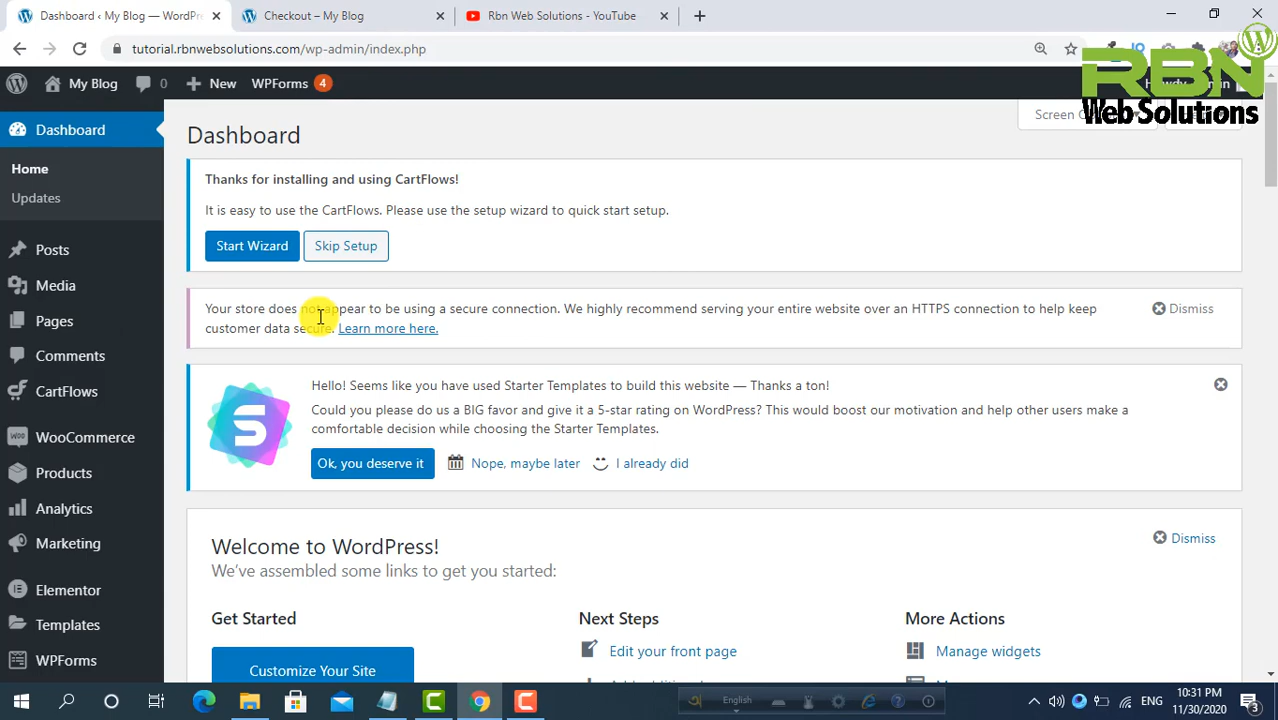 Dashboard ‹ My Blog — WordPre
Checkout – My Blog
Rbn Web Solutions - YouTube
tutorial.rbnwebsolutions.com/wp-admin/index.php
My Blog
0
New
WPForms 4
RBN
Web Solutions
Dashboard
Home
Updates
Posts
Media
Pages
Comments
CartFlows
WooCommerce
Products
Analytics
Marketing
Elementor
Templates
WPForms
Dashboard
Thanks for installing and using CartFlows!
It is easy to use the CartFlows. Please use the setup wizard to quick start setup.
Start Wizard
Skip Setup
Your store does not appear to be using a secure connection. We highly recommend serving your entire website over an HTTPS connection to help keep
customer data secure. Learn more here.
Dismiss
Hello! Seems like you have used Starter Templates to build this website — Thanks a ton!
Could you please do us a BIG favor and give it a 5-star rating on WordPress? This would boost our motivation and help other users make a
comfortable decision while choosing the Starter Templates.
Ok, you deserve it
Nope, maybe later
I already did
Welcome to WordPress!
Dismiss
We've assembled some links to get you started:
Get Started
Next Steps
More Actions
Customize Your Site
Edit your front page
Manage widgets
English
ENG
10:31 PM
11/30/2020
3